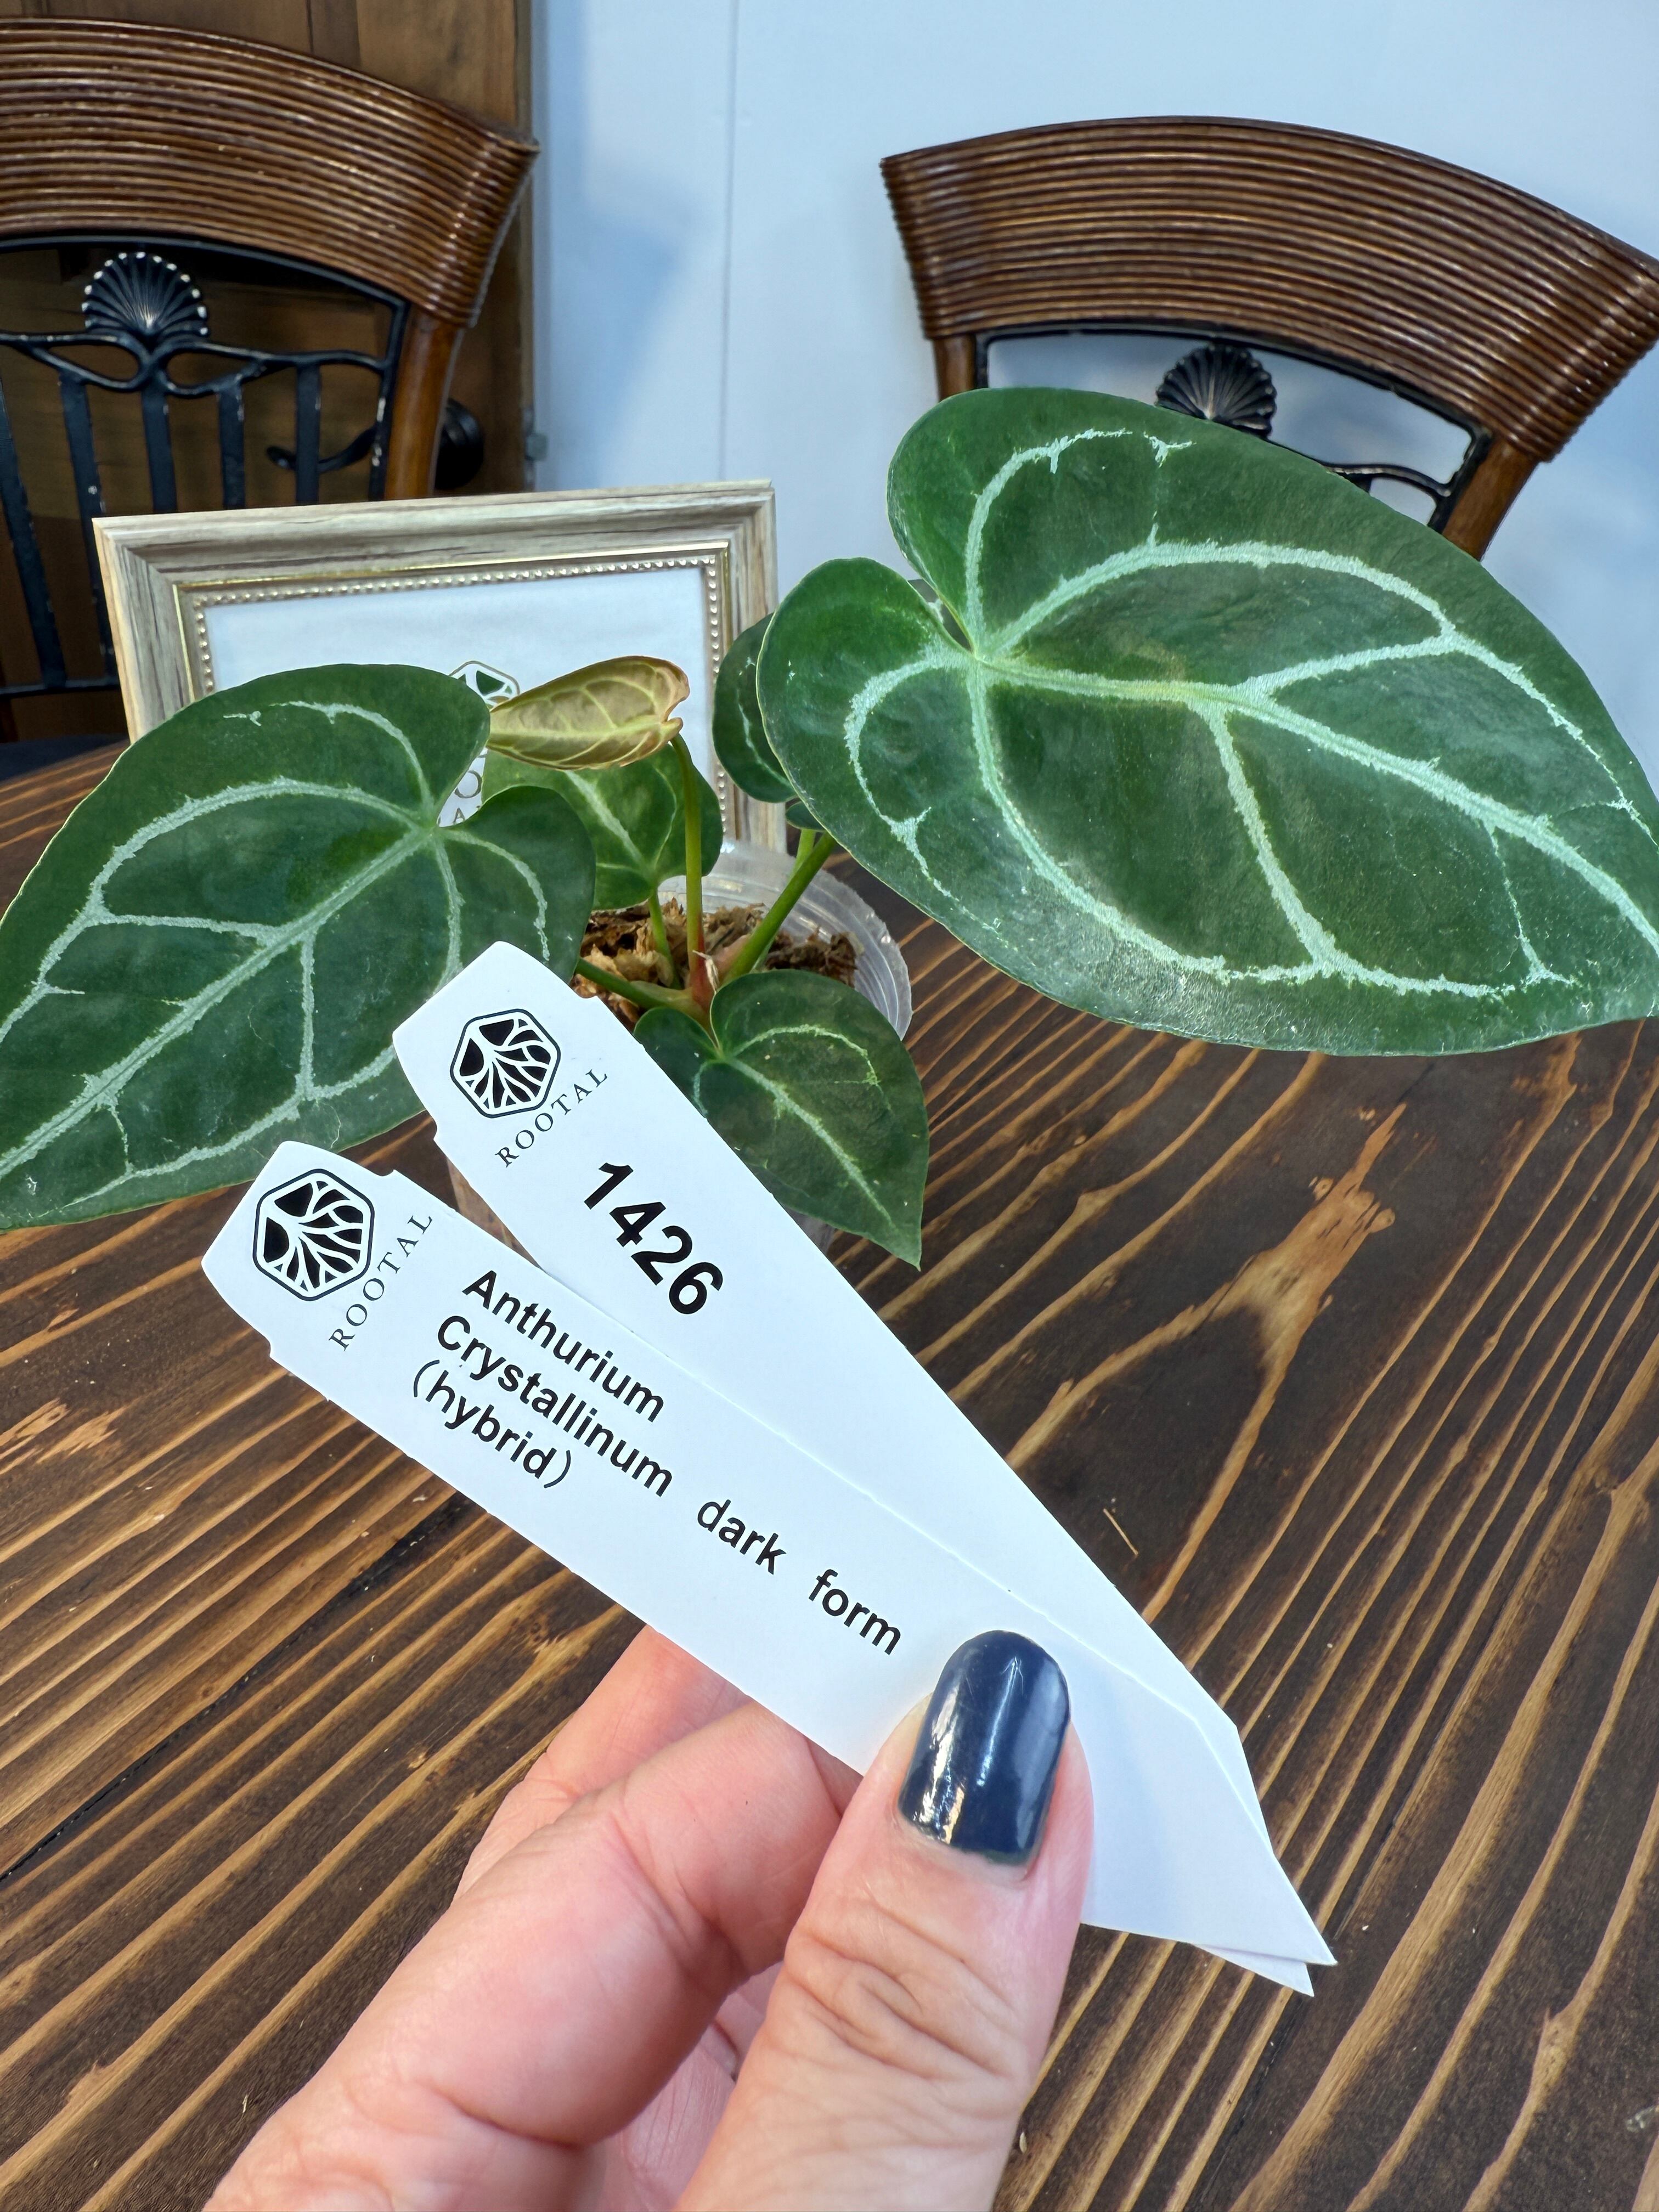 ROOTAL
1426
ROOTAL
Anthurium
Crystallinum dark form
(hybrid)